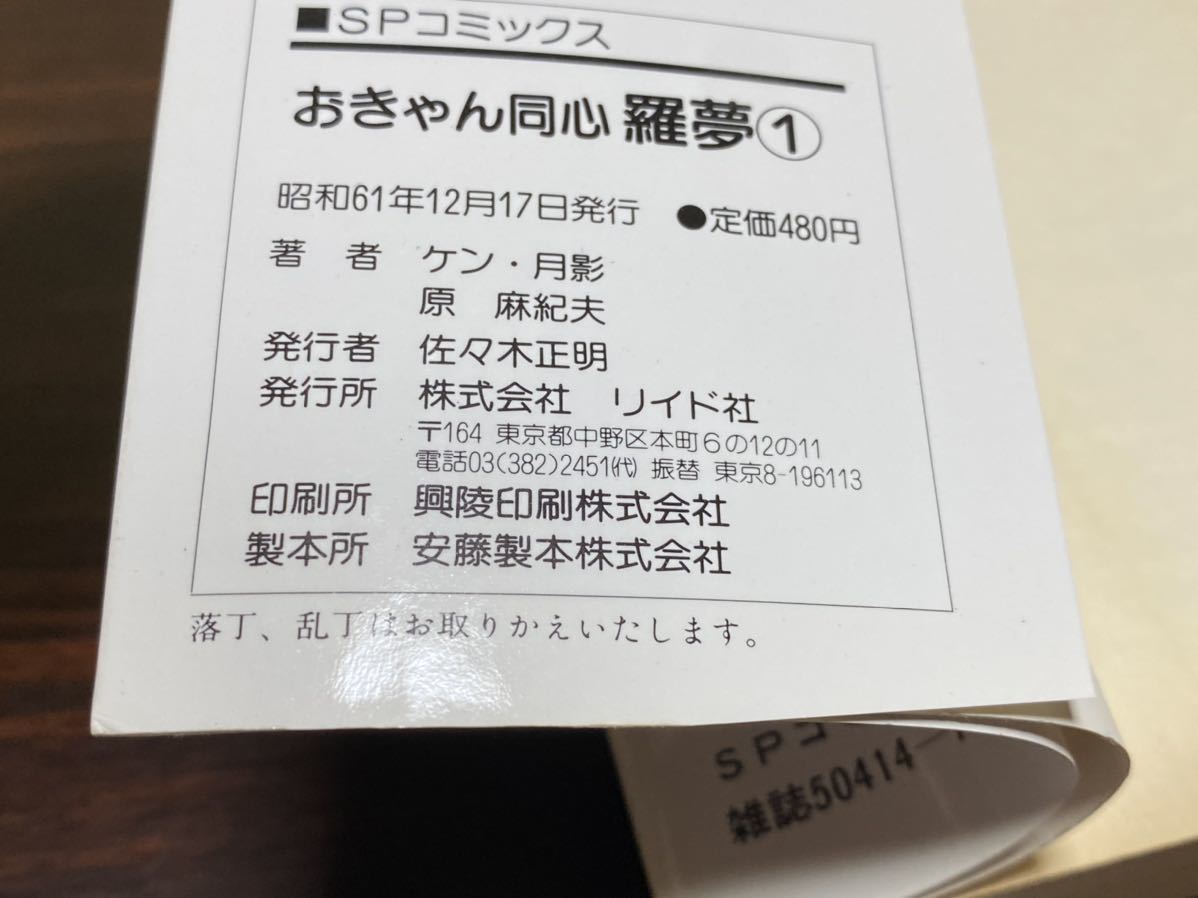 ■SPコミックス
おきゃん同心 羅夢①
昭和61年12月17日発行 ●定価480円
著 者 ケン・月影
原 麻紀夫
発行者 佐々木正明
発行所 株式会社 リイド社
〒164 東京都中野区本町6の12の11
電話03(382)2451㈹ 振替 東京8-196113
印刷所 興陵印刷株式会社
製本所 安藤製本株式会社
落丁、乱丁はお取りかえいたします。
SPコ
雑誌50414-